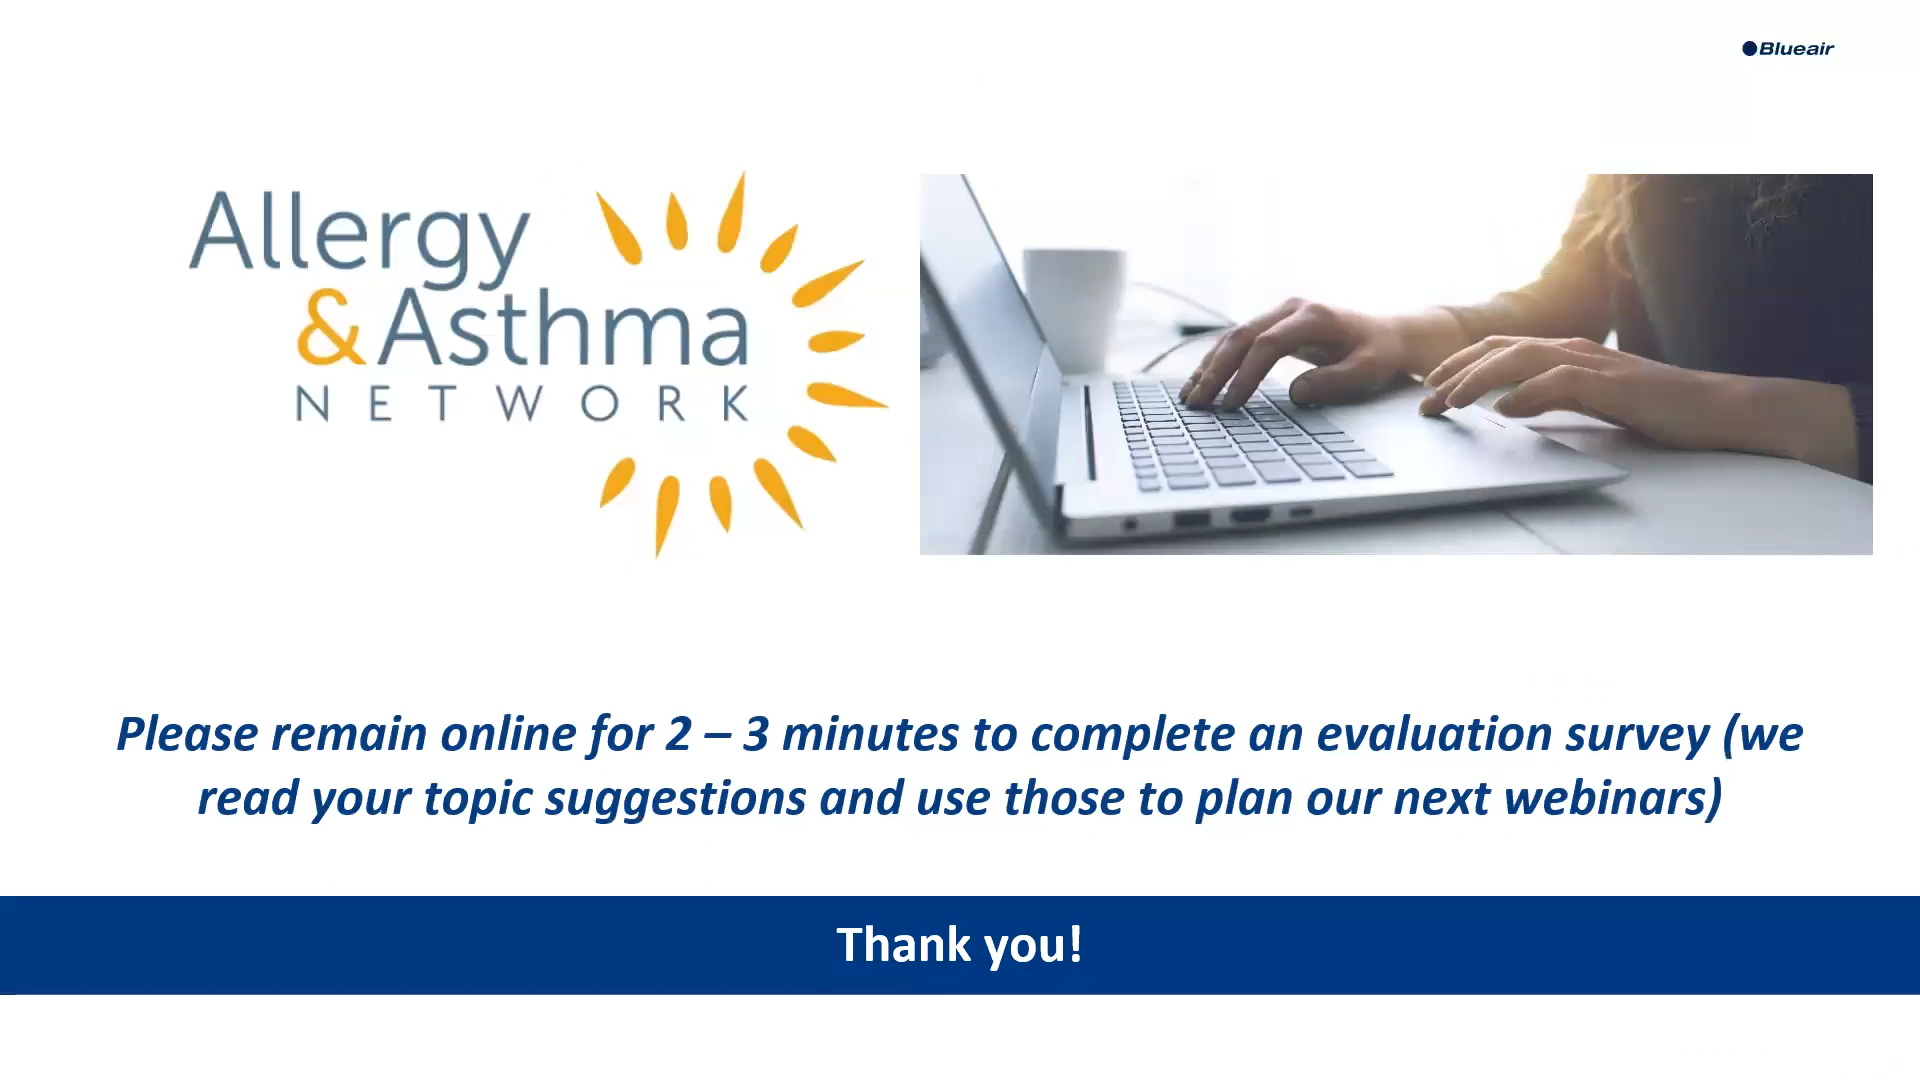 Blueair
Allergy
&Asthma
NETWORK
Please remain online for 2 – 3 minutes to complete an evaluation survey (we
read your topic suggestions and use those to plan our next webinars)
Thank you!